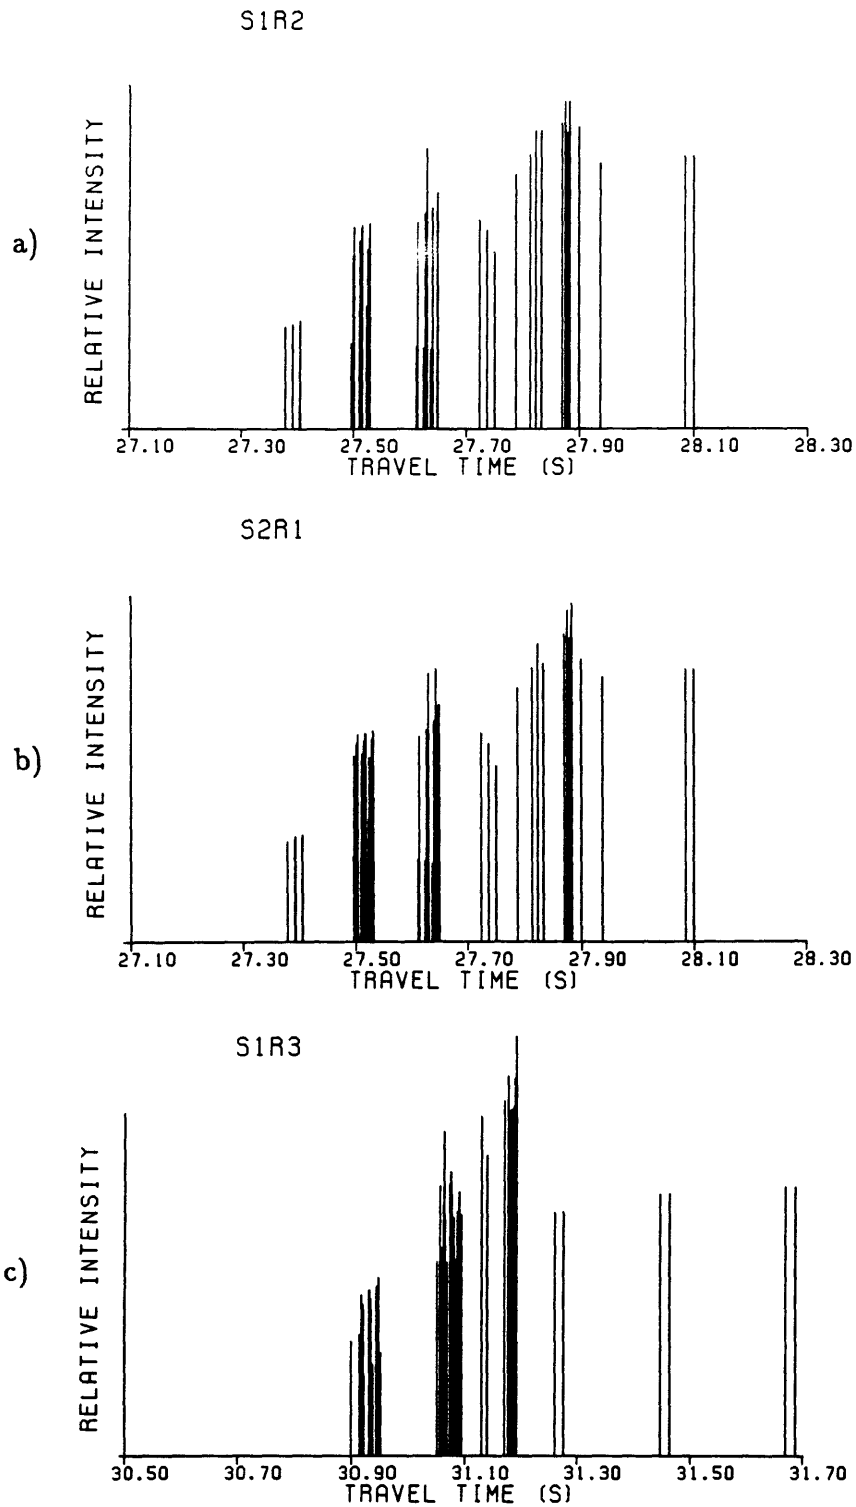 S1R2
a)
RELATIVE INTENSITY
27.10 27.30 27.50 27.70 27.90 28.10 28.30
TRAVEL TIME (S)
S2R1
b)
RELATIVE INTENSITY
27.10 27.30 27.50 27.70 27.90 28.10 28.30
TRAVEL TIME (S)
S1R3
c)
RELATIVE INTENSITY
30.50 30.70 30.90 31.10 31.30 31.50 31.70
TRAVEL TIME (S)